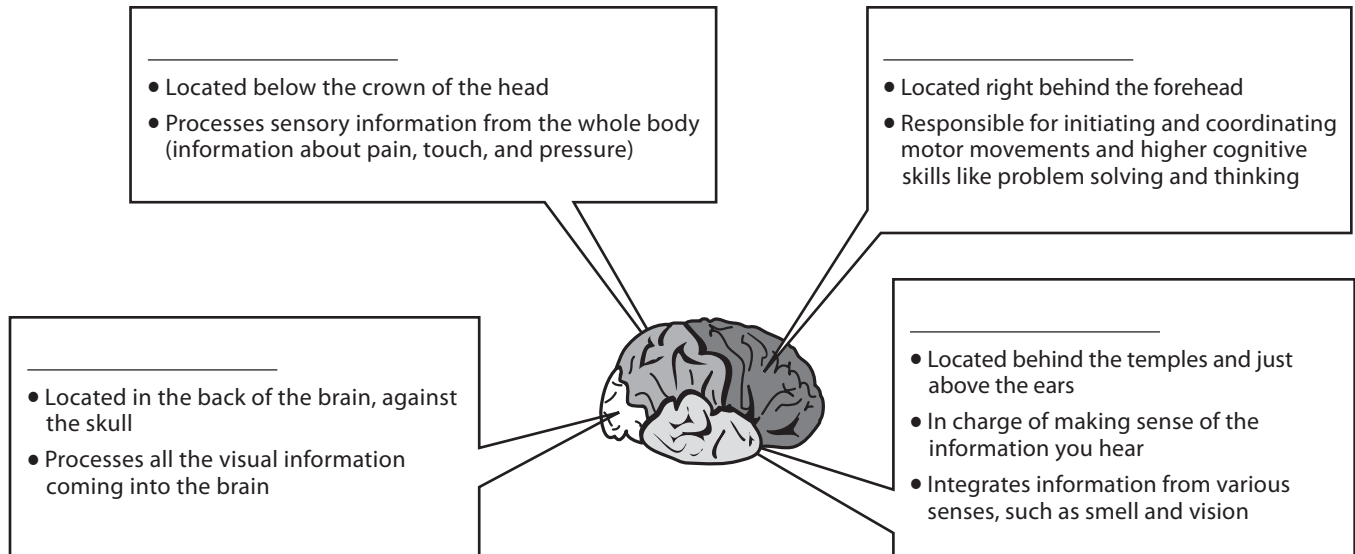 • Located below the crown of the head
• Processes sensory information from the whole body
(information about pain, touch, and pressure)
• Located right behind the forehead
• Responsible for initiating and coordinating
motor movements and higher cognitive
skills like problem solving and thinking
• Located in the back of the brain, against
the skull
• Processes all the visual information
coming into the brain
• Located behind the temples and just
above the ears
• In charge of making sense of the
information you hear
• Integrates information from various
senses, such as smell and vision